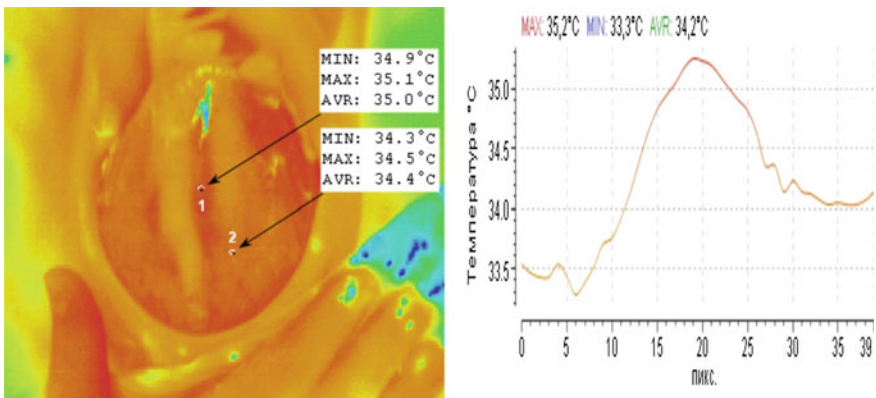 MIN: 34.9°C
MAX: 35.1°C
AVR: 35.0°C
MIN: 34.3°C
MAX: 34.5°C
AVR: 34.4°C
1
2
MAX: 35,2°C MIN: 33,3°C AVR: 34,2°C
Температура °C
35.0
34.5
34.0
33.5
0 5 10 15 20 25 30 35 39
пикс.